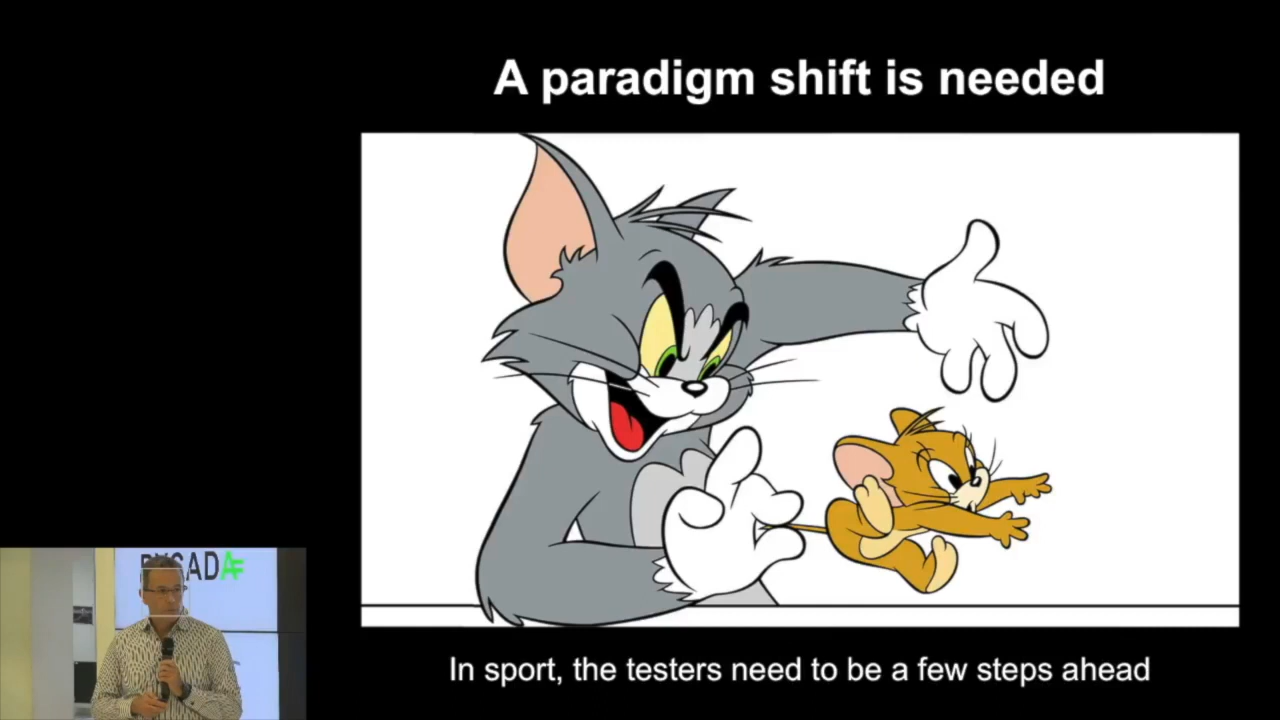 A paradigm shift is needed
In sport, the testers need to be a few steps ahead